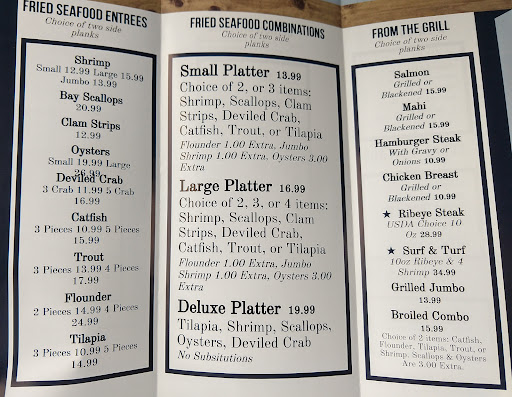 FRIED SEAFOOD ENTREES
Choice of two side
planks
Shrimp
Small 12.99 Large 15.99
Jumbo 13.99
Bay Scallops
20.99
Clam Strips
12.99
Oysters
Small 19.99 Large
26.99
Deviled Crab
3 Crab 11.99 5 Crab
16.99
Catfish
3 Pieces 10.99 5 Pieces
15.99
Trout
3 Pieces 13.99 4 Pieces
17.99
Flounder
2 Pieces 14.99 4 Pieces
24.99
Tilapia
3 Pieces 10.99 5 Pieces
14.99
FRIED SEAFOOD COMBINATIONS
Choice of two side
planks
Small Platter 13.99
Choice of 2, or 3 items;
Shrimp, Scallops, Clam
Strips, Deviled Crab,
Catfish, Trout, or Tilapia
Flounder 1.00 Extra, Jumbo
Shrimp 1.00 Extra, Oysters 3.00
Extra
Large Platter 16.99
Choice of 2, 3, or 4 items:
Shrimp, Scallops, Clam
Strips, Deviled Crab,
Catfish, Trout, or Tilapia
Flounder 1.00 Extra, Jumbo
Shrimp 1.00 Extra, Oysters 3.00
Extra
Deluxe Platter 19.99
Tilapia, Shrimp, Scallops,
Oysters, Deviled Crab
No Subsitutions
FROM THE GRILL
Choice of two side
planks
Salmon
Grilled or
Blackened 15.99
Mahi
Grilled or
Blackened 15.99
Hamburger Steak
With Gravy or
Onions 10.99
Chicken Breast
Grilled or
Blackened 10.99
★ Ribeye Steak
USDA Choice 10
Oz 28.99
★ Surf & Turf
10oz Ribeye & 4
Shrimp 34.99
Grilled Jumbo
13.99
Broiled Combo
15.99
Choice of 2 items: Catfish,
Flounder, Tilapia, Trout, or
Shrimp. Scallops & Oysters
Are 3.00 Extra.